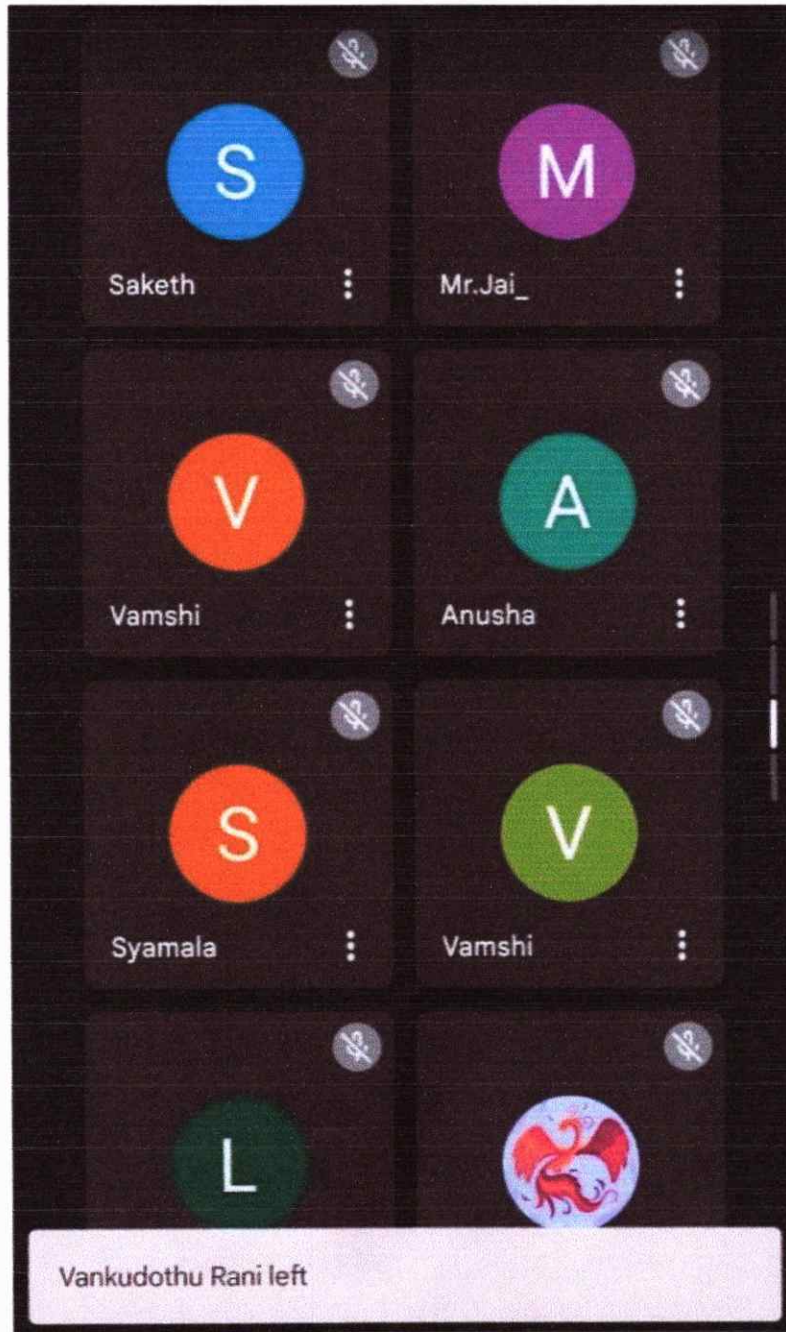 S
M
Saketh
Mr.Jai_
V
A
Vamshi
Anusha
S
V
Syamala
Vamshi
L
Vankudothu Rani left